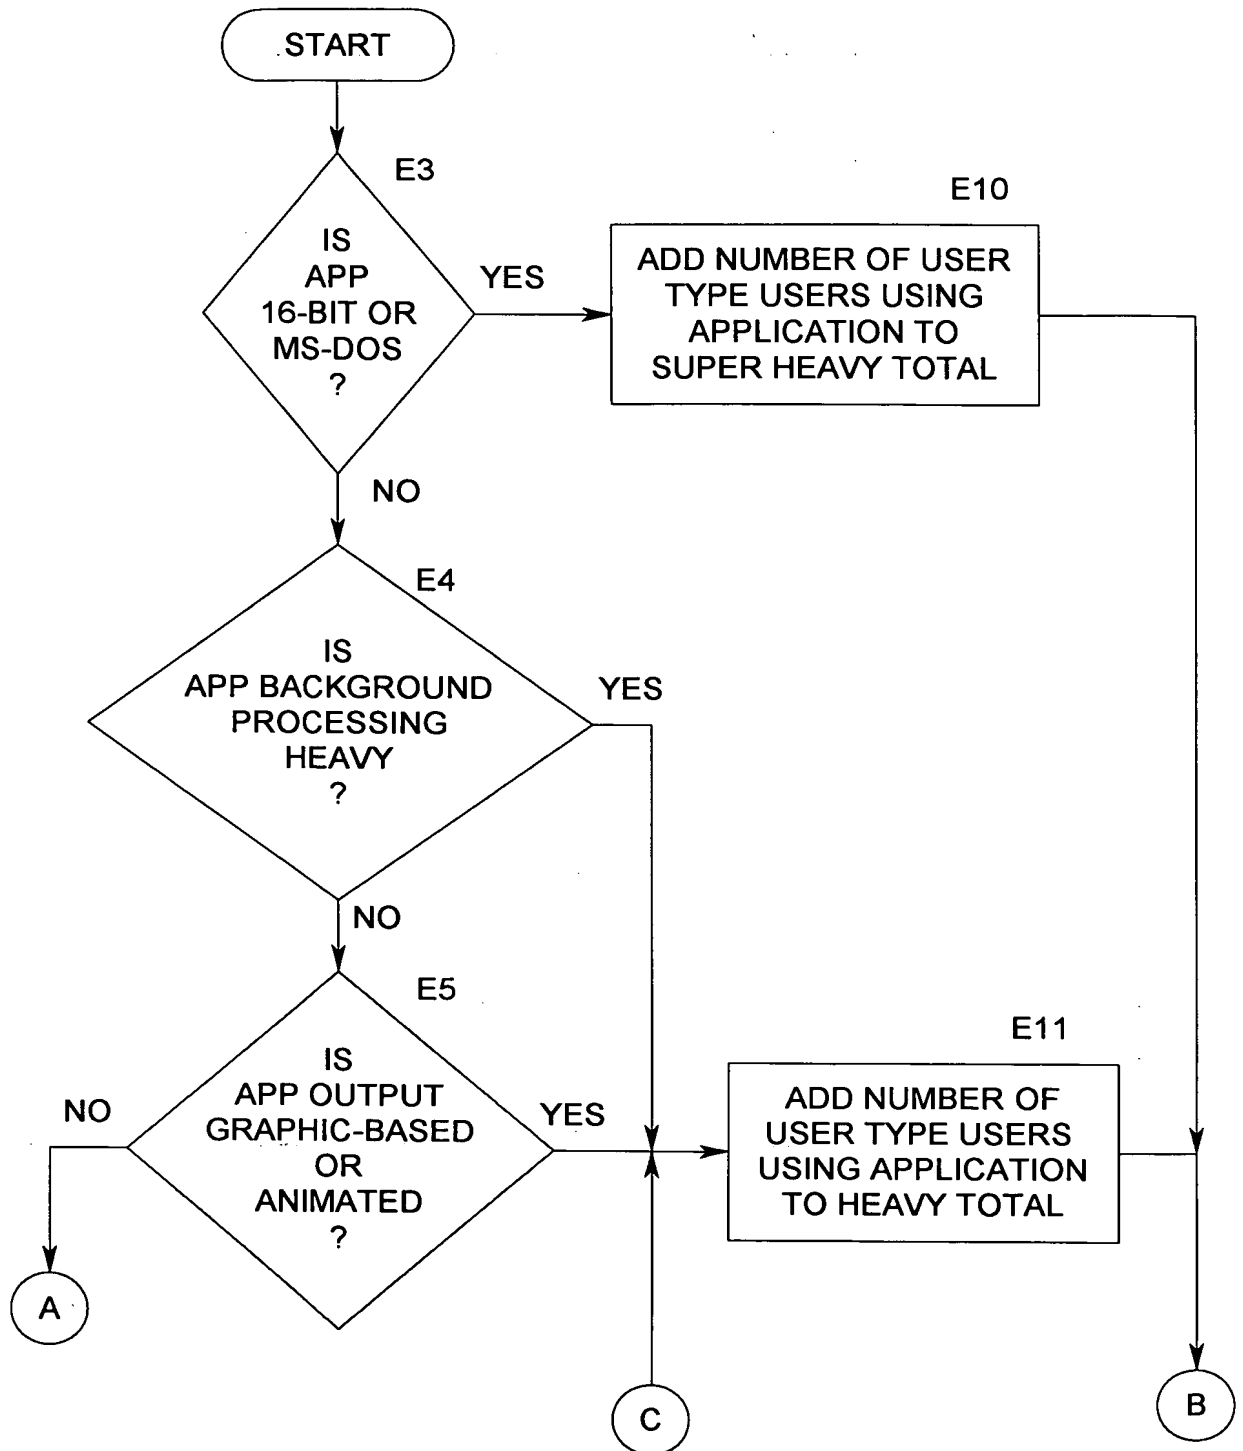 START
E3
IS
APP
16-BIT OR
MS-DOS
?
YES
E10
ADD NUMBER OF USER
TYPE USERS USING
APPLICATION TO
SUPER HEAVY TOTAL
NO
E4
IS
APP BACKGROUND
PROCESSING
HEAVY
?
YES
NO
E5
IS
APP OUTPUT
GRAPHIC-BASED
OR
ANIMATED
?
NO
YES
E11
ADD NUMBER OF
USER TYPE USERS
USING APPLICATION
TO HEAVY TOTAL
A
C
B